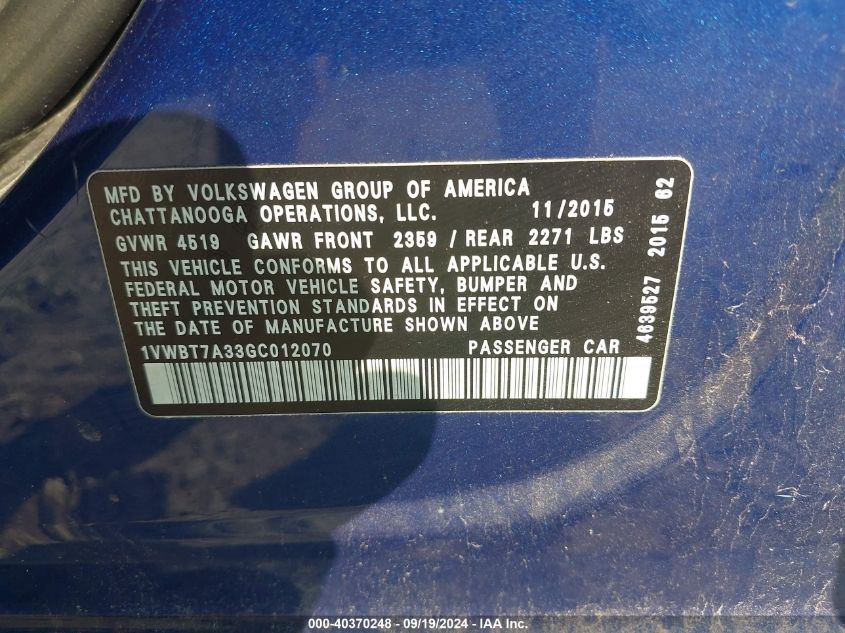 MFD BY VOLKSWAGEN GROUP OF AMERICA
CHATTANOOGA OPERATIONS, LLC. 11/2015
GVWR 4519 GAWR FRONT 2359 / REAR 2271 LBS
THIS VEHICLE CONFORMS TO ALL APPLICABLE U.S.
FEDERAL MOTOR VEHICLE SAFETY, BUMPER AND
THEFT PREVENTION STANDARDS IN EFFECT ON
THE DATE OF MANUFACTURE SHOWN ABOVE
1VWBT7A33GC012070 PASSENGER CAR
4639527 2015 62
000-40370248 - 09/19/2024 - IAA Inc.